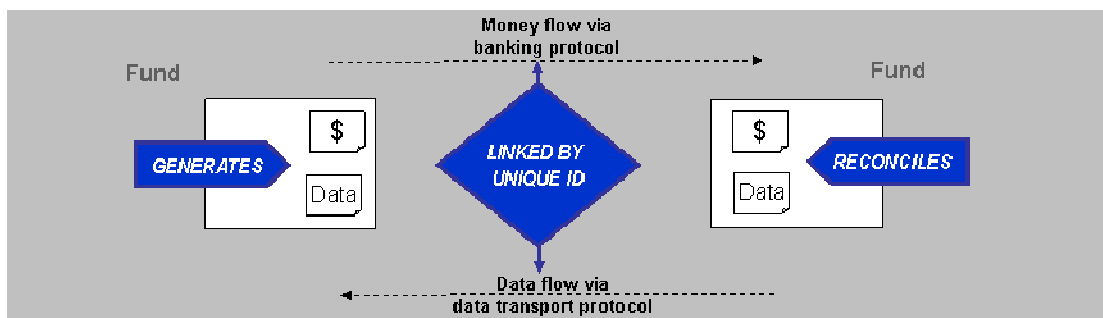 Money flow via
banking protocol
Fund
Fund
$
$
GENERATES
LINKED BY
UNIQUE ID
RECONCILES
Data
Data
Data flow via
data transport protocol